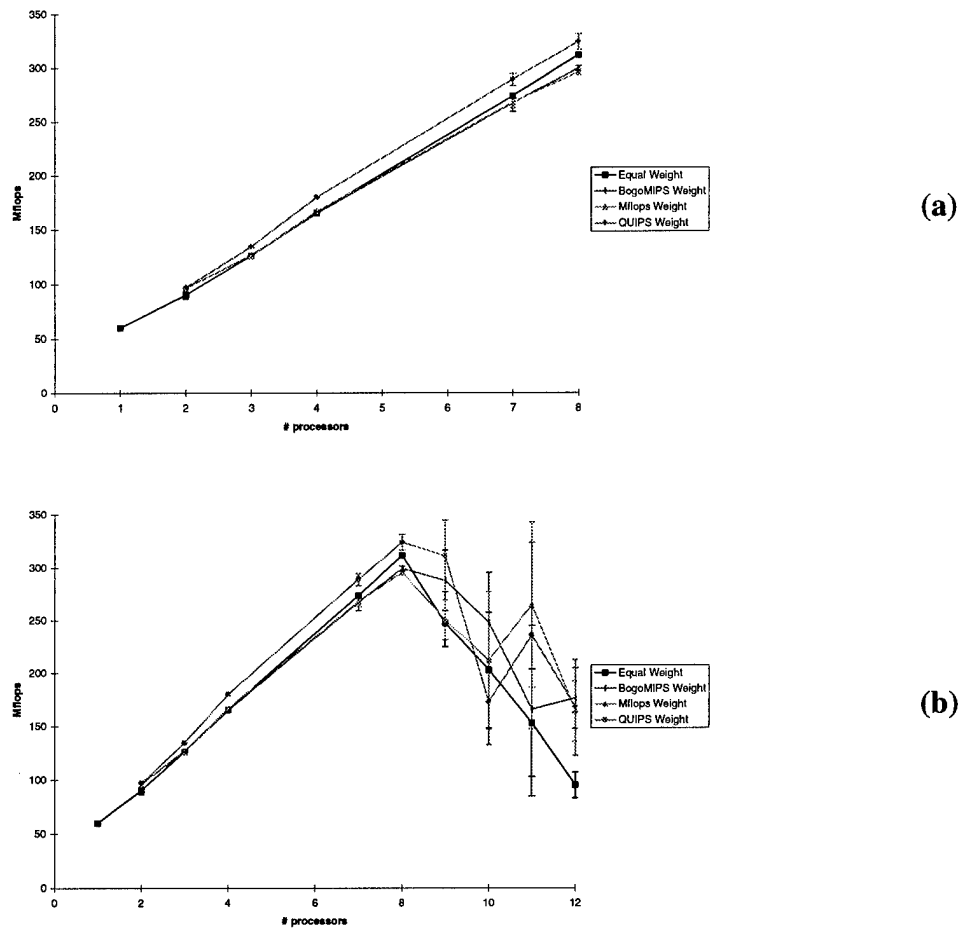 350
300
250
200
150
100
50
0
Mflops
0 1 2 3 4 5 6 7 8
# processors
Equal Weight
BogoMIPS Weight
Mflops Weight
QUIPS Weight
(a)
350
300
250
200
150
100
50
0
Mflops
0 2 4 6 8 10 12
# processors
Equal Weight
BogoMIPS Weight
Mflops Weight
QUIPS Weight
(b)